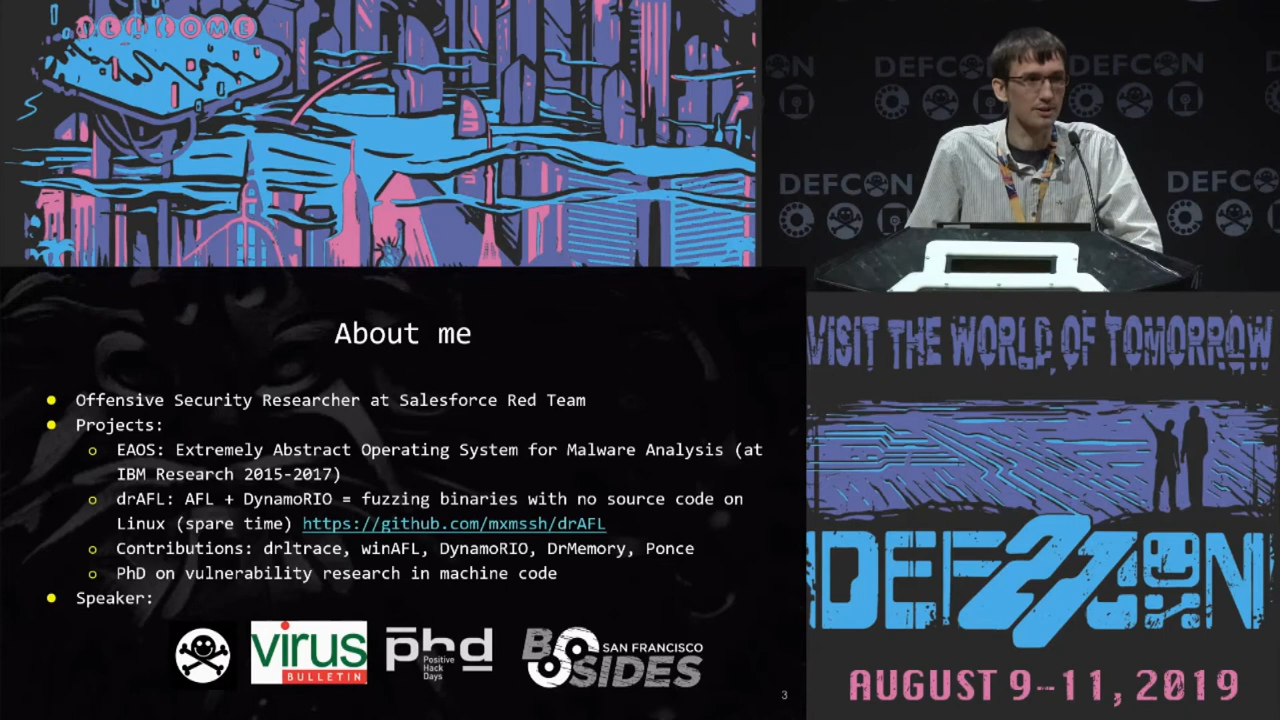 WELCOME
DEFCON DEFCON
DEFCON DEFCON
About me
Offensive Security Researcher at Salesforce Red Team
Projects:
EAOS: Extremely Abstract Operating System for Malware Analysis (at
IBM Research 2015-2017)
drAFL: AFL + DynamoRIO = fuzzing binaries with no source code on
Linux (spare time) https://github.com/mxmssh/drAFL
Contributions: drltrace, winAFL, DynamoRIO, DrMemory, Ponce
PhD on vulnerability research in machine code
Speaker:
virus
BULLETIN
phd
Positive
Hack
Days
BSIDES
SAN FRANCISCO
3
VISIT THE WORLD OF TOMORROW
DEF27CON
AUGUST 9-11, 2019